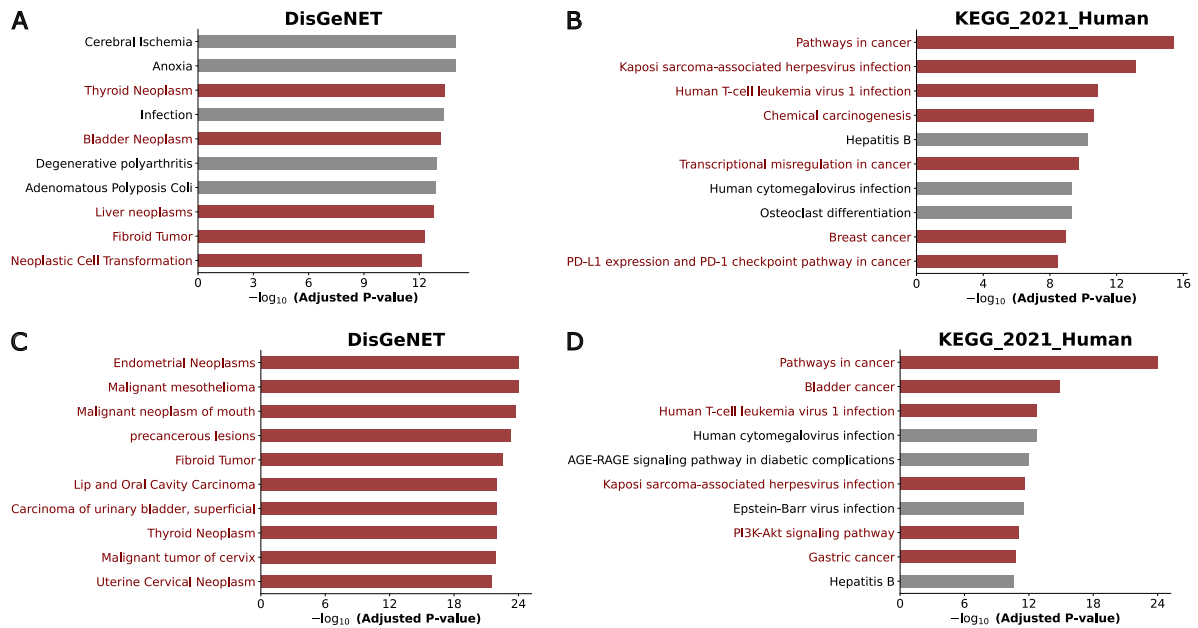 A
DisGeNET
Cerebral Ischemia
Anoxia
Thyroid Neoplasm
Infection
Bladder Neoplasm
Degenerative polyarthritis
Adenomatous Polyposis Coli
Liver neoplasms
Fibroid Tumor
Neoplastic Cell Transformation
0 3 6 9 12
−log10 (Adjusted P-value)
B
KEGG_2021_Human
Pathways in cancer
Kaposi sarcoma-associated herpesvirus infection
Human T-cell leukemia virus 1 infection
Chemical carcinogenesis
Hepatitis B
Transcriptional misregulation in cancer
Human cytomegalovirus infection
Osteoclast differentiation
Breast cancer
PD-L1 expression and PD-1 checkpoint pathway in cancer
0 4 8 12 16
−log10 (Adjusted P-value)
C
DisGeNET
Endometrial Neoplasms
Malignant mesothelioma
Malignant neoplasm of mouth
precancerous lesions
Fibroid Tumor
Lip and Oral Cavity Carcinoma
Carcinoma of urinary bladder, superficial
Thyroid Neoplasm
Malignant tumor of cervix
Uterine Cervical Neoplasm
0 6 12 18 24
−log10 (Adjusted P-value)
D
KEGG_2021_Human
Pathways in cancer
Bladder cancer
Human T-cell leukemia virus 1 infection
Human cytomegalovirus infection
AGE-RAGE signaling pathway in diabetic complications
Kaposi sarcoma-associated herpesvirus infection
Epstein-Barr virus infection
PI3K-Akt signaling pathway
Gastric cancer
Hepatitis B
0 6 12 18 24
−log10 (Adjusted P-value)